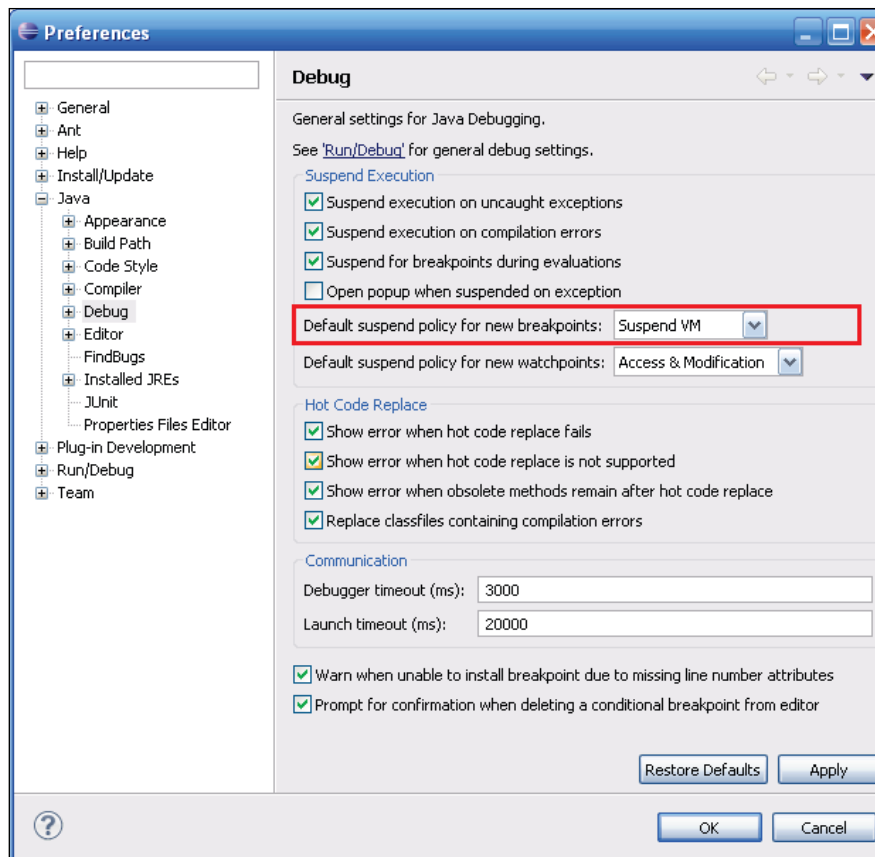 Preferences
General
Ant
Help
Install/Update
Java
Appearance
Build Path
Code Style
Compiler
Debug
Editor
FindBugs
Installed JREs
JUnit
Properties Files Editor
Plug-in Development
Run/Debug
Team
Debug
General settings for Java Debugging.
See 'Run/Debug' for general debug settings.
Suspend Execution
Suspend execution on uncaught exceptions
Suspend execution on compilation errors
Suspend for breakpoints during evaluations
Open popup when suspended on exception
Default suspend policy for new breakpoints: Suspend VM
Default suspend policy for new watchpoints: Access & Modification
Hot Code Replace
Show error when hot code replace fails
Show error when hot code replace is not supported
Show error when obsolete methods remain after hot code replace
Replace classfiles containing compilation errors
Communication
Debugger timeout (ms): 3000
Launch timeout (ms): 20000
Warn when unable to install breakpoint due to missing line number attributes
Prompt for confirmation when deleting a conditional breakpoint from editor
Restore Defaults Apply
? OK Cancel